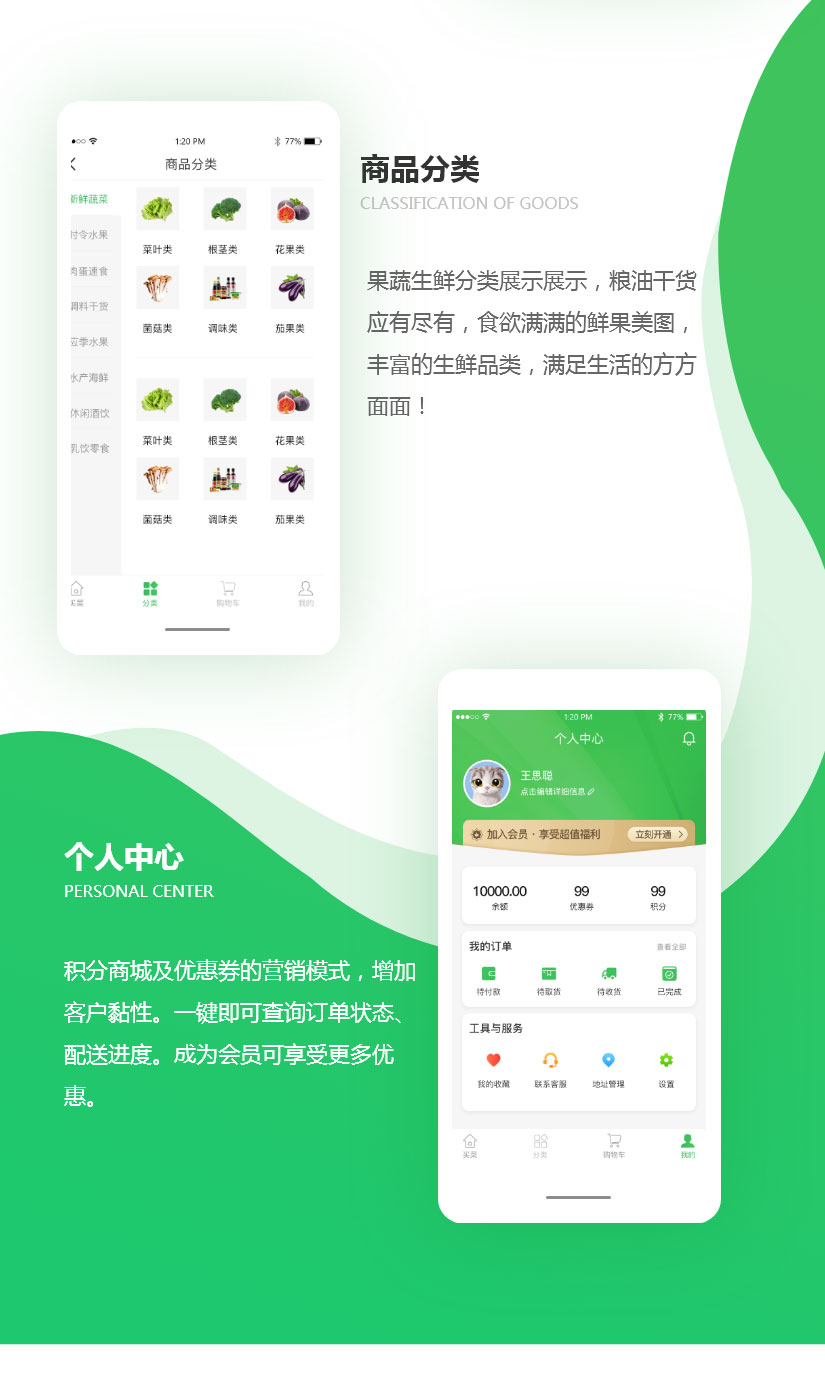 1:20 PM
77%
商品分类
新鲜蔬菜
时令水果
肉蛋速食
调料干货
应季水果
水产海鲜
休闲酒饮
乳饮零食
菜叶类 根茎类 花果类
菌菇类 调味类 茄果类
菜叶类 根茎类 花果类
菌菇类 调味类 茄果类
买菜 分类 购物车 我的
商品分类
CLASSIFICATION OF GOODS
果蔬生鲜分类展示展示，粮油干货
应有尽有，食欲满满的鲜果美图，
丰富的生鲜品类，满足生活的方方
面面！
个人中心
PERSONAL CENTER
积分商城及优惠券的营销模式，增加
客户黏性。一键即可查询订单状态、
配送进度。成为会员可享受更多优
惠。
1:20 PM
77%
个人中心
王思聪
点击编辑详细信息
加入会员·享受超值福利 立刻开通
10000.00 99 99
余额 优惠券 积分
我的订单 查看全部
待付款 待取货 待收货 已完成
工具与服务
我的收藏 联系客服 地址管理 设置
买菜 分类 购物车 我的